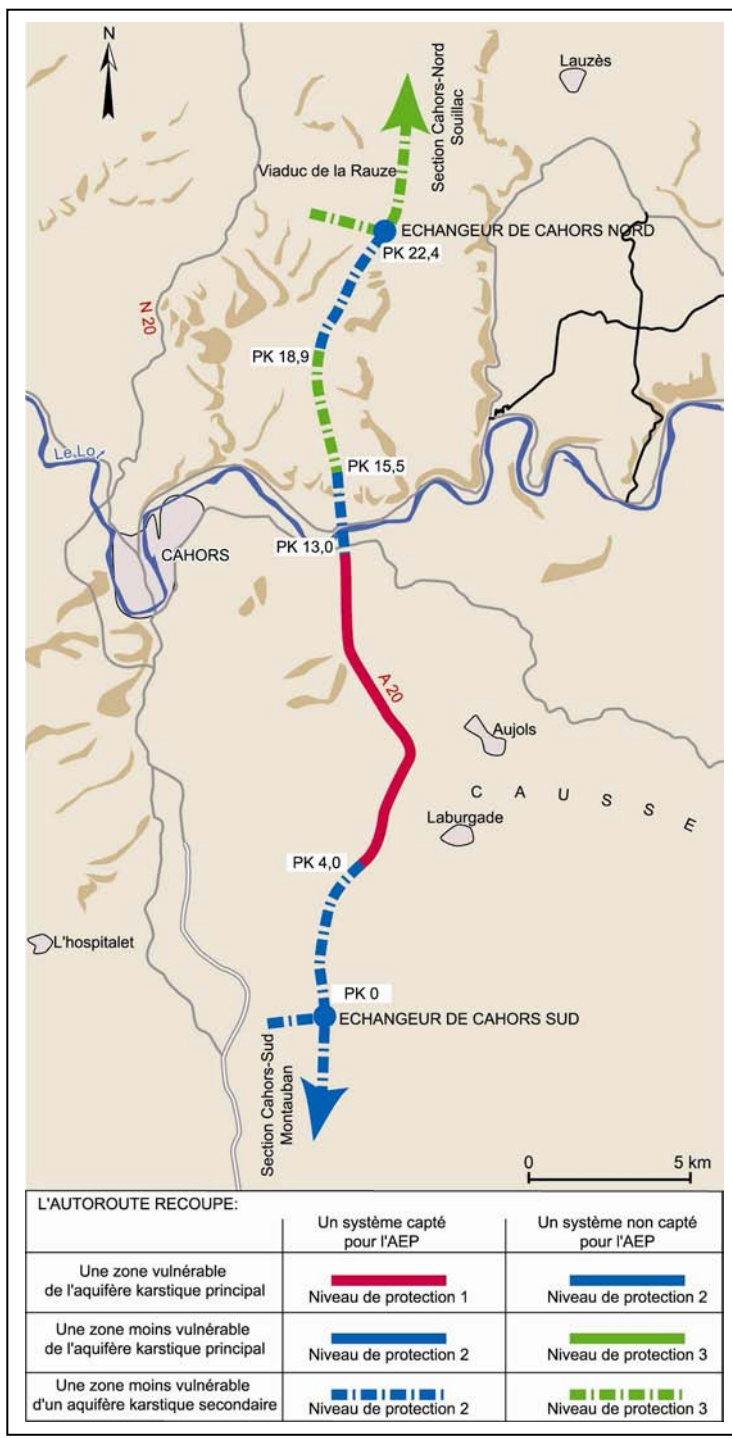 N
Lauzès
Section Cahors-Nord
Souillac
Viaduc de la Rauze
ECHANGEUR DE CAHORS NORD
PK 22,4
N 20
PK 18,9
Le Lo
PK 15,5
PK 13,0
CAHORS
A 20
Aujols
CAUSSE
Laburgade
PK 4,0
L'hospitalet
PK 0
ECHANGEUR DE CAHORS SUD
Section Cahors-Sud
Montauban
0 5 km
L'AUTOROUTE RECOUPE:
Un système capté
pour l'AEP
Un système non capté
pour l'AEP
Une zone vulnérable
de l'aquifère karstique principal
Niveau de protection 1
Niveau de protection 2
Une zone moins vulnérable
de l'aquifère karstique principal
Niveau de protection 2
Niveau de protection 3
Une zone moins vulnérable
d'un aquifère karstique secondaire
Niveau de protection 2
Niveau de protection 3